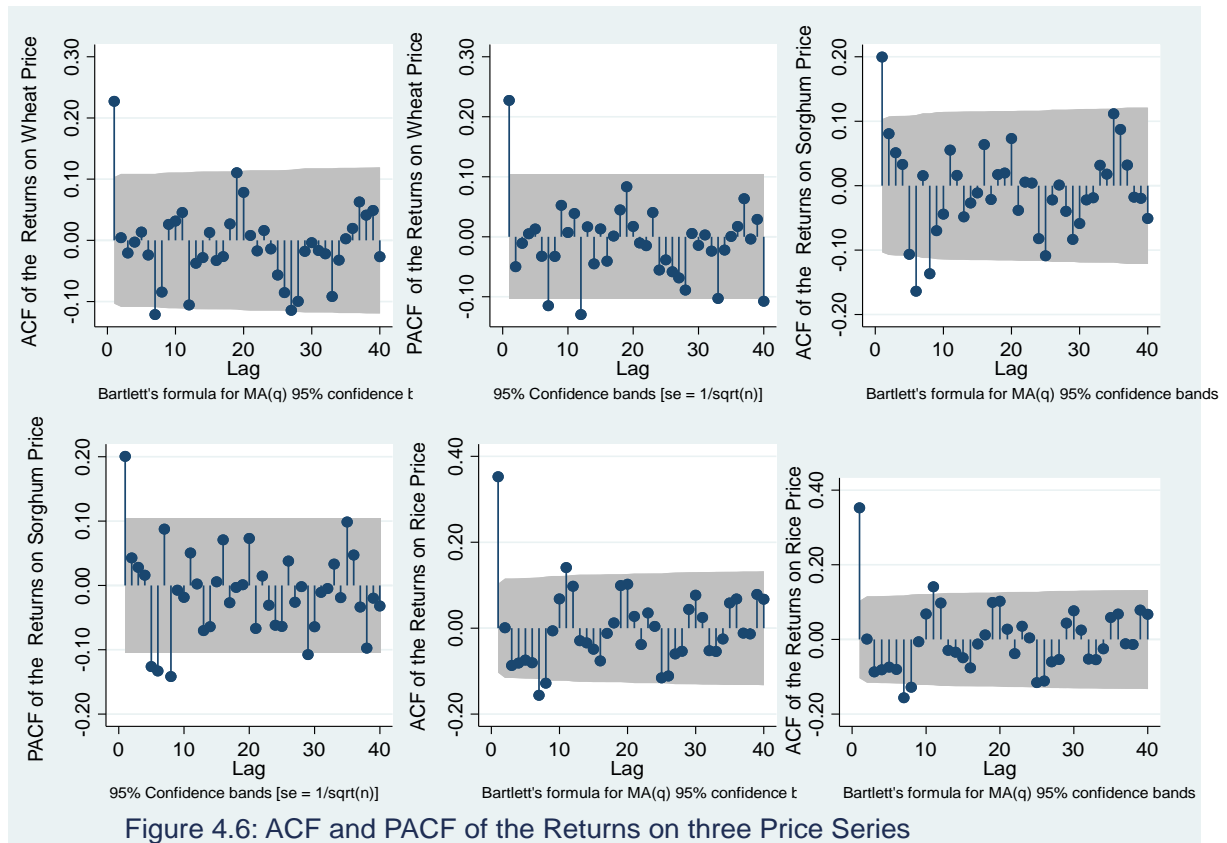 ACF of the Returns on Wheat Price
0.30
0.20
0.10
0.00
-0.10
0 10 20 30 40
Lag
Bartlett's formula for MA(q) 95% confidence b
PACF of the Returns on Wheat Price
0.30
0.20
0.10
0.00
-0.10
0 10 20 30 40
Lag
95% Confidence bands [se = 1/sqrt(n)]
ACF of the Returns on Sorghum Price
0.20
0.10
0.00
-0.10
-0.20
0 10 20 30 40
Lag
Bartlett's formula for MA(q) 95% confidence bands
PACF of the Returns on Sorghum Price
0.20
0.10
0.00
-0.10
-0.20
0 10 20 30 40
Lag
95% Confidence bands [se = 1/sqrt(n)]
ACF of the Returns on Rice Price
0.40
0.20
0.00
-0.20
0 10 20 30 40
Lag
Bartlett's formula for MA(q) 95% confidence b
ACF of the Returns on Rice Price
0.40
0.20
0.00
-0.20
0 10 20 30 40
Lag
Bartlett's formula for MA(q) 95% confidence bands
Figure 4.6: ACF and PACF of the Returns on three Price Series